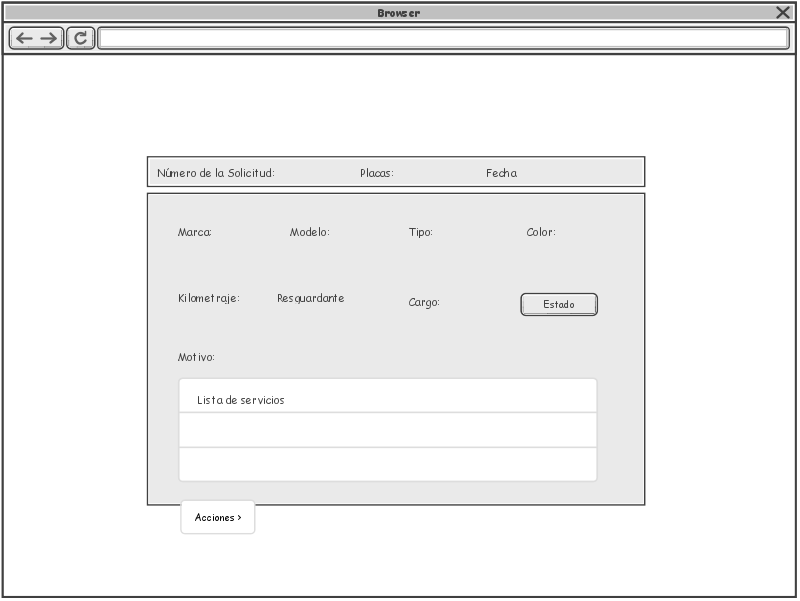 Browser
Número de la Solicitud: Placas: Fecha
Marca: Modelo: Tipo: Color:
Kilometraje: Resguardante Cargo: Estado
Motivo:
Lista de servicios
Acciones >